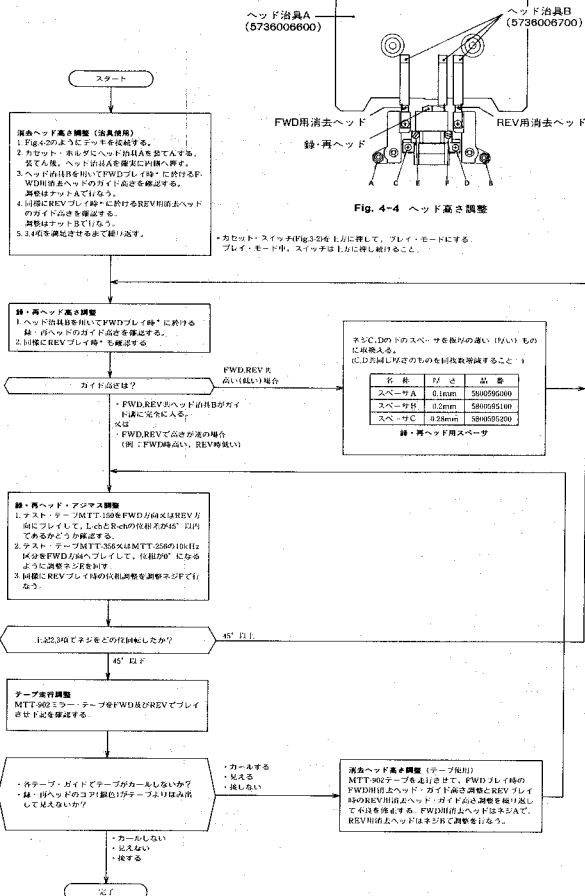 ヘッド治具A
(5736006600)
ヘッド治具B
(5736006700)
FWD用消去ヘッド
REV用消去ヘッド
録・再ヘッド
A
C
E
F
D
B
Fig. 4-4 ヘッド高さ調整
*カセット・スイッチ(Fig.3-2)を上方に押して，プレイ・モードにする。
プレイ・モード中，スイッチは上方に押し続けること。
スタート
消去ヘッド高さ調整（治具使用）
1. Fig.4-2のようにデッキを接続する。
2. カセット・ホルダにヘッド治具Aを装てんする。
装てん後，ヘッド治具Aを確実に内側へ押す。
3. ヘッド治具Bを用いてFWDプレイ時*に於けるF-
WD用消去ヘッドのガイド高さを確認する。
調整はナットAで行なう。
4. 同様にREVプレイ時*に於けるREV用消去ヘッド
のガイド高さを確認する。
調整はナットBで行なう。
5. 3,4項を満足させるまで繰り返す。
録・再ヘッド高さ調整
1. ヘッド治具Bを用いてFWDプレイ時*に於ける
録・再ヘッドのガイド高さを確認する。
2. 同様にREVプレイ時*も確認する
ガイド高さは？
FWD,REV共
高い(低い)場合
・FWD,REV共ヘッド治具Bがガイ
ド溝に完全に入る。
又は
・FWD,REVで高さが逆の場合
(例：FWD時高い，REV時低い)
ネジC,Dの下のスペーサを板厚の薄い（厚い）もの
に取換える。
(C,D共同じ厚さのものを同枚数増減すること。)
名 称 厚 さ 品 番
スペーサA 0.1mm 5800595000
スペーサB 0.2mm 5800595100
スペーサC 0.28mm 5800595200
録・再ヘッド用スペーサ
録・再ヘッド・アジマス調整
1. テスト・テープMTT-150をFWD方向又はREV方
向にプレイして，L-chとR-chの位相差が45°以内
であるかどうか確認する。
2. テスト・テープMTT-356又はMTT-256の10kHz
区分をFWD方向へプレイして，位相が0°になる
ように調整ネジEを回す。
3. 同様にREVプレイ時の位相調整を調整ネジFで行
なう。
上記2,3項でネジをどの位回転したか？
45°以上
45°以下
テープ走行調整
MTT-902ミラー・テープをFWD及びREVでプレイ
させ下記を確認する。
・各テープ・ガイドでテープがカールしないか？
・録・再ヘッドのコア(銀色)がテープよりはみ出
して見えないか？
・カールする
・見える
・接しない
・カールしない
・見えない
・接する
消去ヘッド高さ調整（テープ使用）
MTT-902テープを走行させて，FWDプレイ時の
FWD用消去ヘッド・ガイド高さ調整とREVプレイ
時のREV用消去ヘッド・ガイド高さ調整を繰り返し
て不良を修正する。FWD用消去ヘッドはネジAで，
REV用消去ヘッドはネジBで調整を行なう。
完了